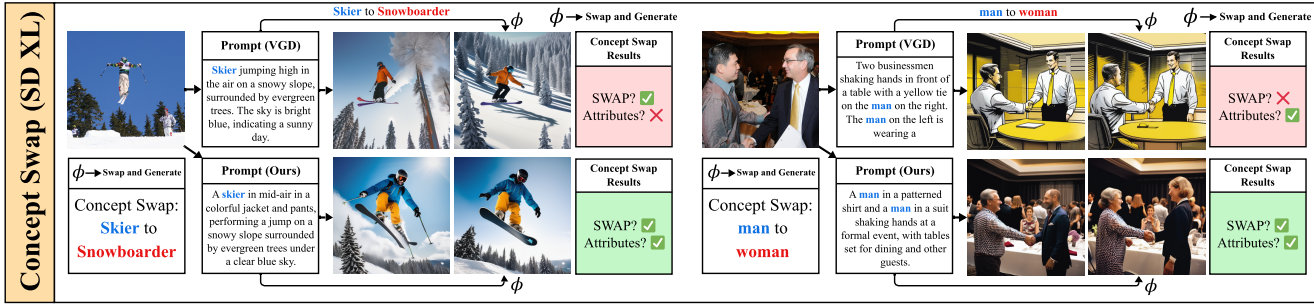 Concept Swap (SD XL)
Skier to Snowboarder
ϕ → Swap and Generate
ϕ
Prompt (VGD)
Skier jumping high in
the air on a snowy slope,
surrounded by evergreen
trees. The sky is bright
blue, indicating a sunny
day.
Concept Swap
Results
SWAP? ✅
Attributes? ❌
ϕ → Swap and Generate
Concept Swap:
Skier to
Snowboarder
Prompt (Ours)
A skier in mid-air in a
colorful jacket and pants,
performing a jump on a
snowy slope surrounded
by evergreen trees under
a clear blue sky.
Concept Swap
Results
SWAP? ✅
Attributes? ✅
ϕ
man to woman
ϕ → Swap and Generate
ϕ
Prompt (VGD)
Two businessmen
shaking hands in front of
a table with a yellow tie
on the man on the right.
The man on the left is
wearing a
Concept Swap
Results
SWAP? ❌
Attributes? ✅
ϕ → Swap and Generate
Concept Swap:
man to
woman
Prompt (Ours)
A man in a patterned
shirt and a man in a suit
shaking hands at a
formal event, with tables
set for dining and other
guests.
Concept Swap
Results
SWAP? ✅
Attributes? ✅
ϕ